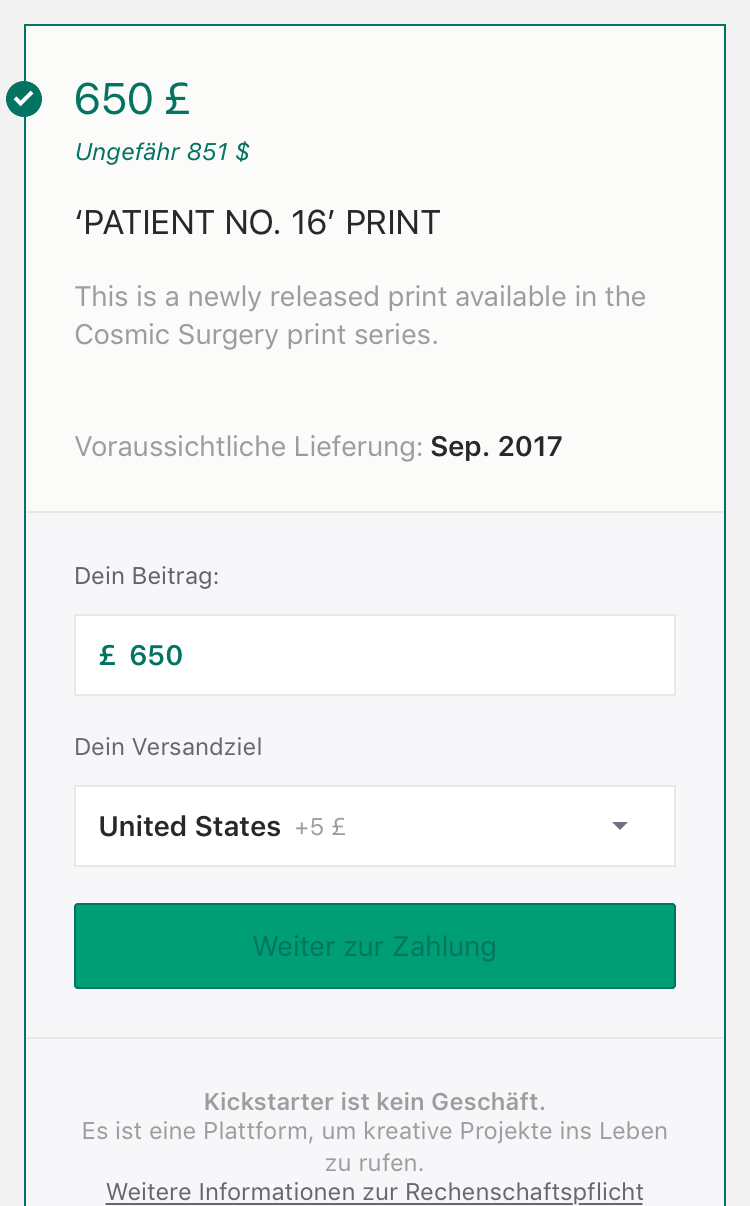 650 £
Ungefähr 851 $
‘PATIENT NO. 16’ PRINT
This is a newly released print available in the
Cosmic Surgery print series.
Voraussichtliche Lieferung: Sep. 2017
Dein Beitrag:
£ 650
Dein Versandziel
United States +5 £
Weiter zur Zahlung
Kickstarter ist kein Geschäft.
Es ist eine Plattform, um kreative Projekte ins Leben
zu rufen.
Weitere Informationen zur Rechenschaftspflicht